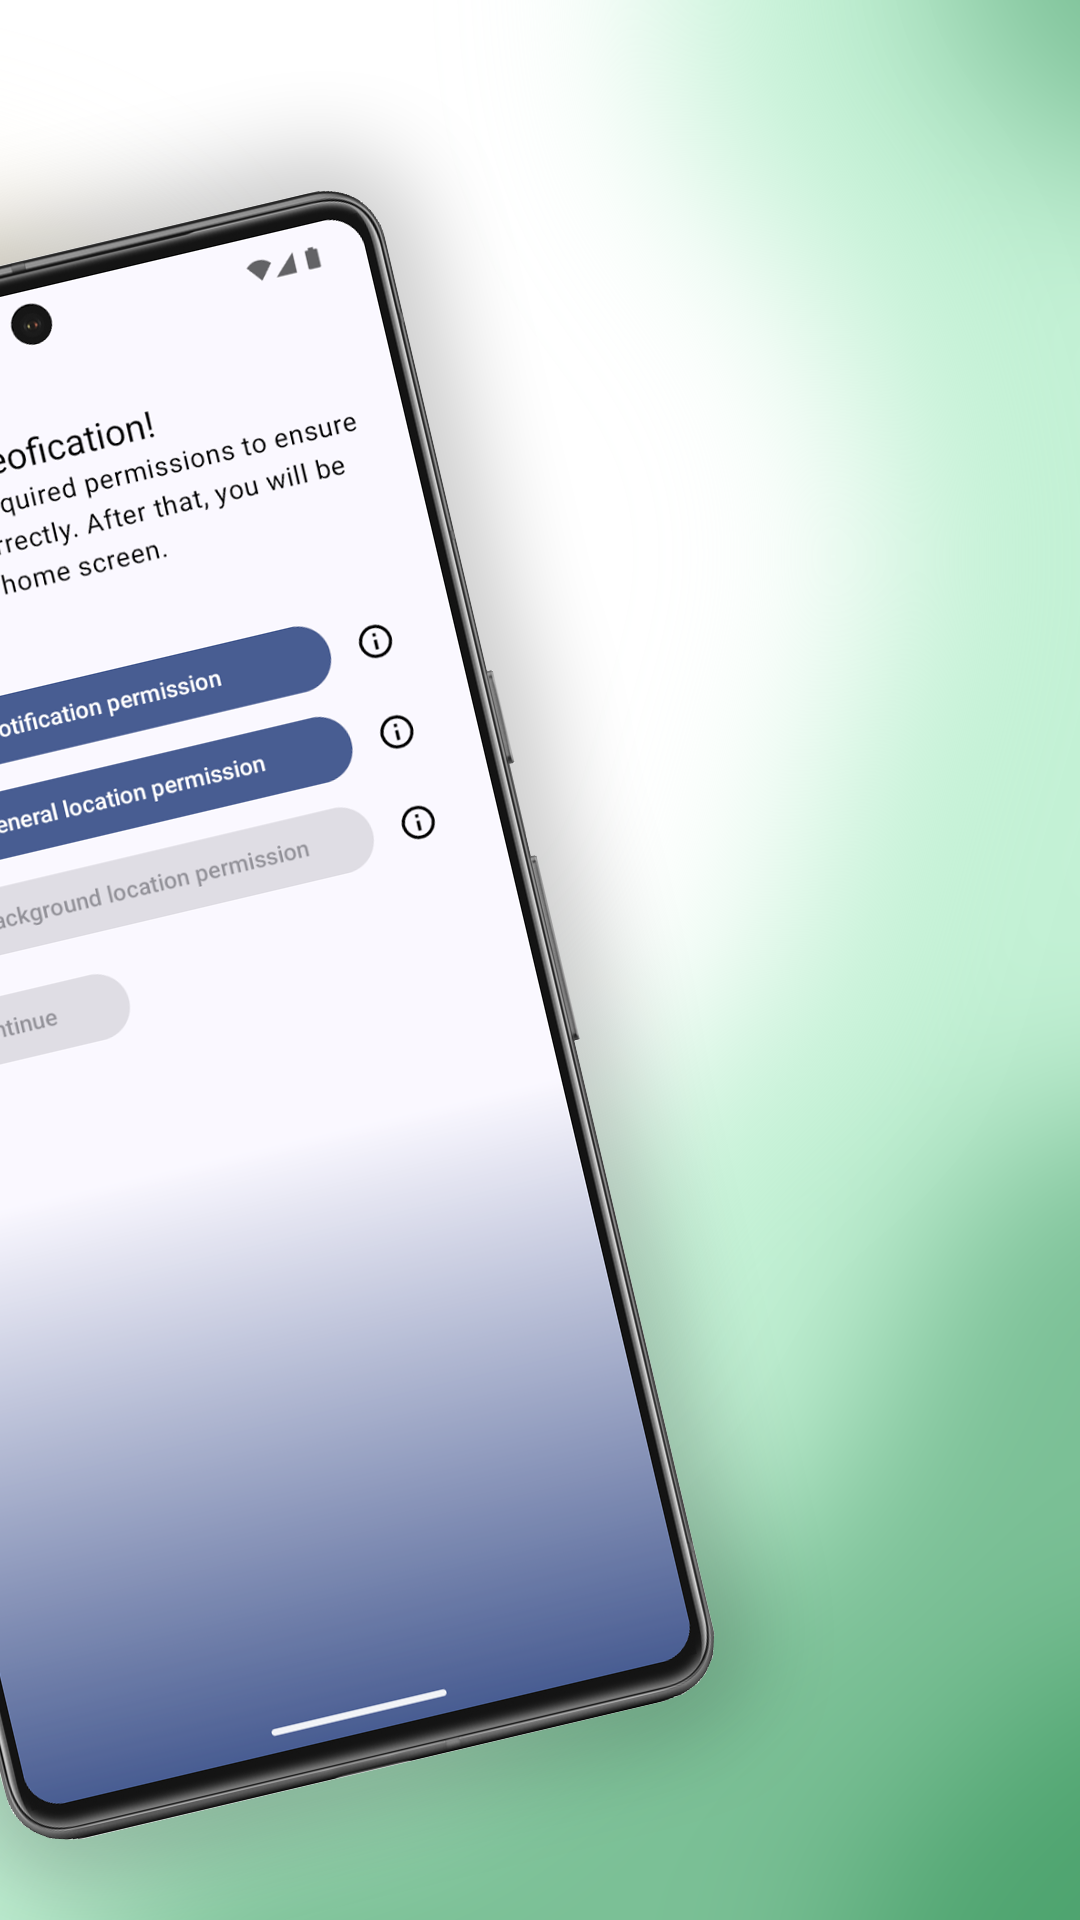 eofication!
quired permissions to ensure
rrectly. After that, you will be
home screen.
otification permission
eneral location permission
ackground location permission
ntinue